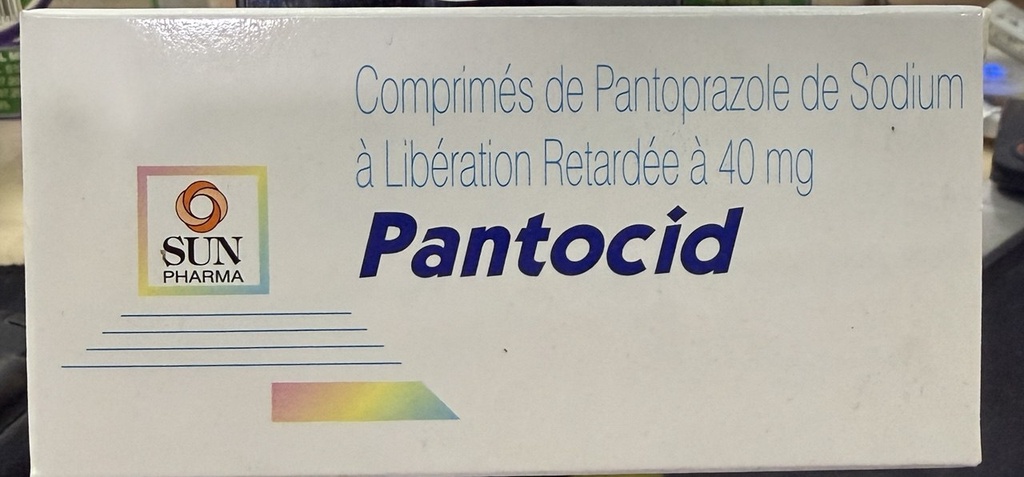 Comprimés de Pantoprazole de Sodium
à Libération Retardée à 40 mg
Pantocid
SUN
PHARMA